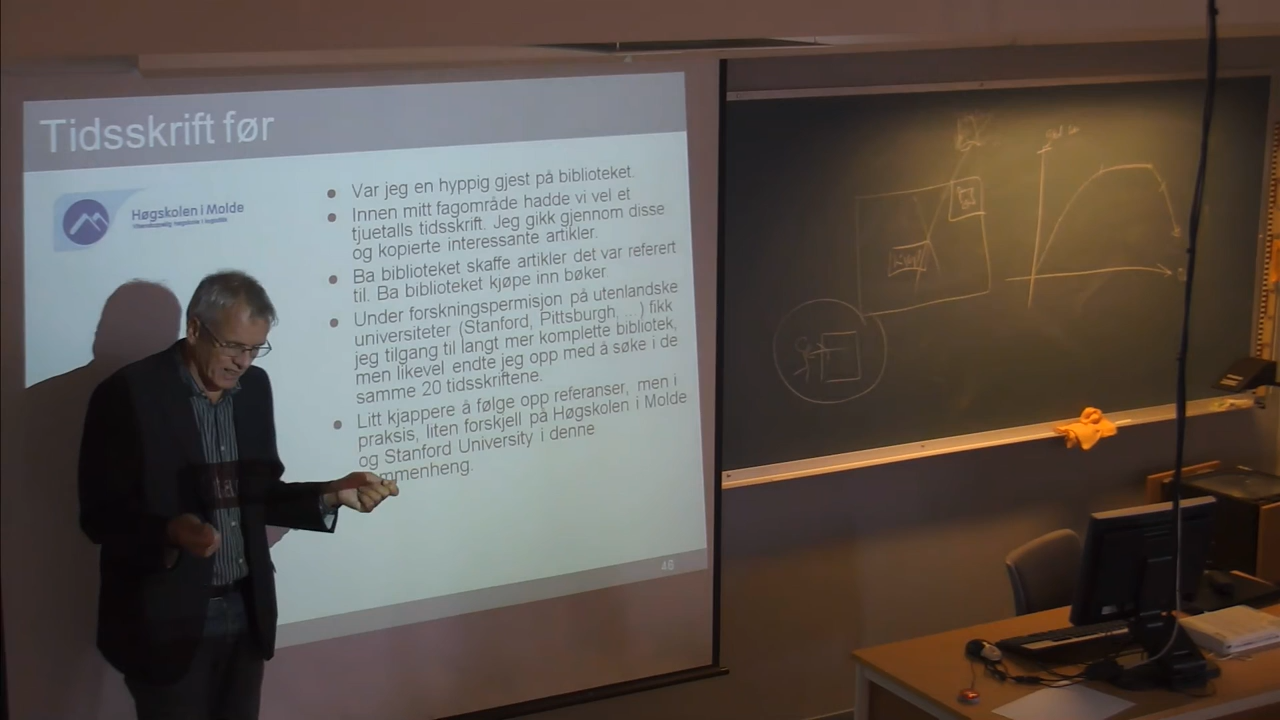 Tidsskrift før
Høgskolen i Molde
Var jeg en hyppig gjest på biblioteket.
Innen mitt fagområde hadde vi vel et
tjuetalls tidsskrift. Jeg gikk gjennom disse
og kopierte interessante artikler.
Ba biblioteket skaffe artikler det var referert
til. Ba biblioteket kjøpe inn bøker
Under forskningspermisjon på utenlandske
universiteter (Stanford, Pittsburgh, ...) fikk
jeg tilgang til langt mer komplette bibliotek,
men likevel endte jeg opp med å søke i de
samme 20 tidsskriftene.
Litt kjappere å følge opp referanser, men i
praksis, liten forskjell på Høgskolen i Molde
og Stanford University i denne
mmenheng.
46